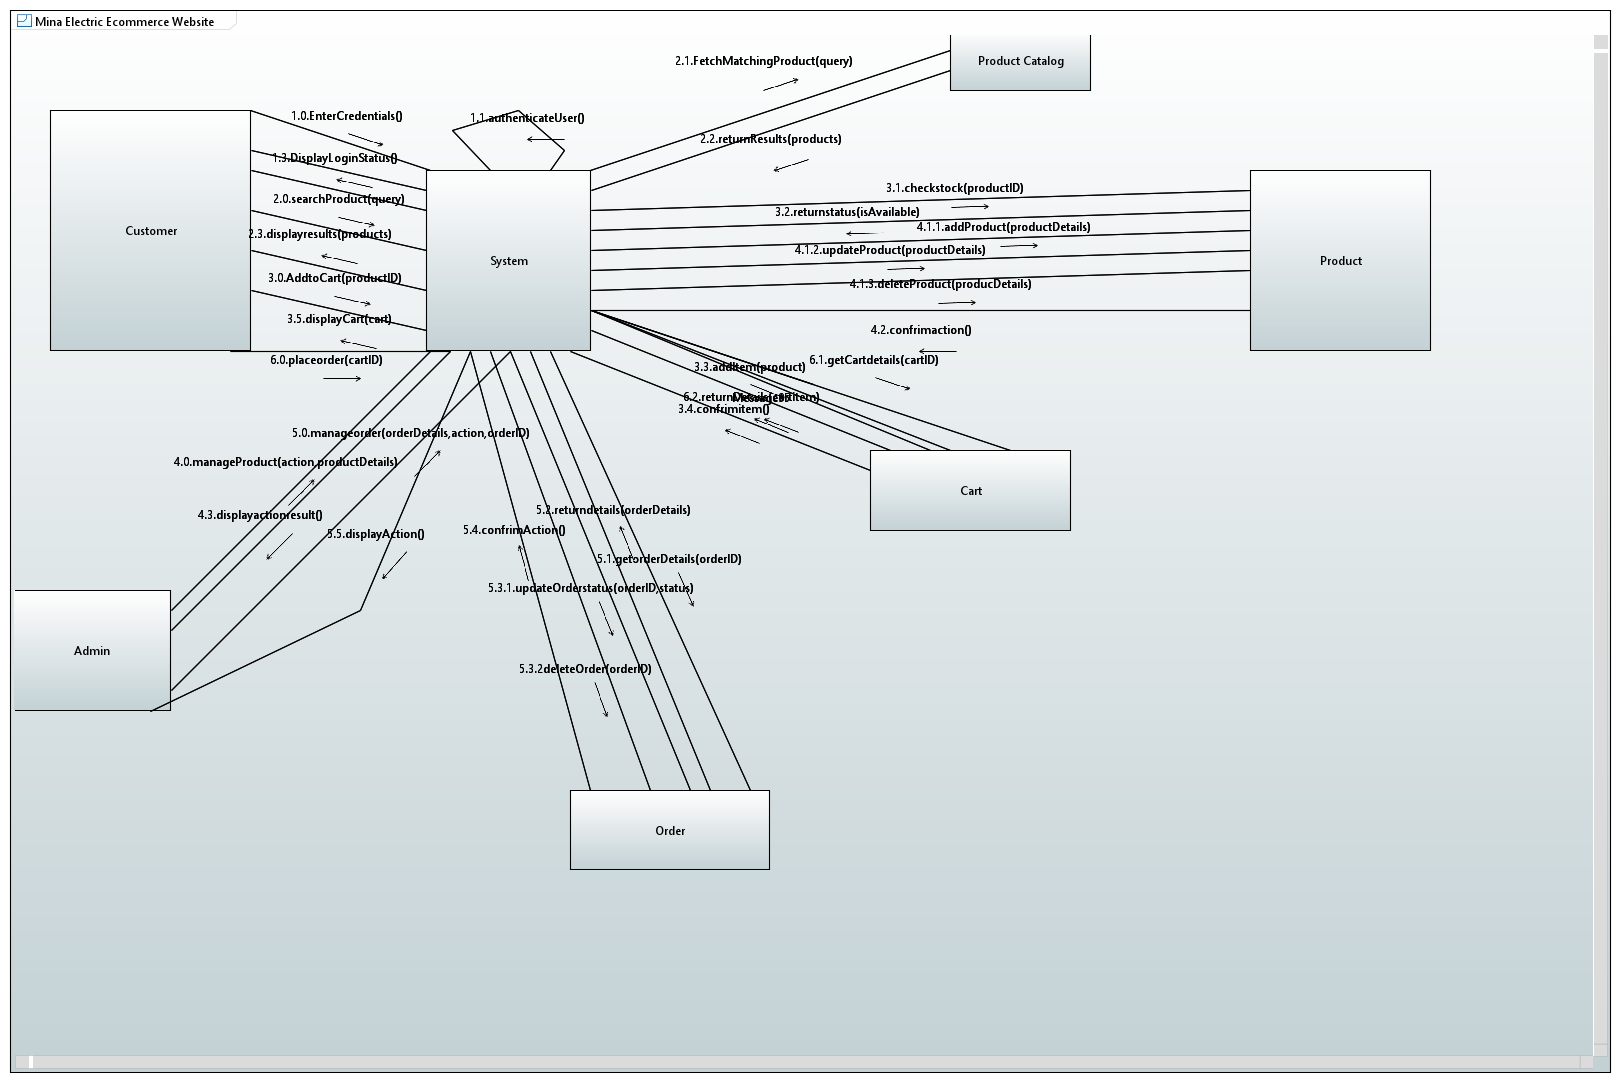 Mina Electric Ecommerce Website
2.1.FetchMatchingProduct(query)
Product Catalog
1.0.EnterCredentials()
1.1.authenticateUser()
2.2.returnResults(products)
1.3.DisplayLoginStatus()
3.1.checkstock(productID)
2.0.searchProduct(query)
3.2.returnstatus(isAvailable)
4.1.1.addProduct(productDetails)
Customer
2.3.displayresults(products)
4.1.2.updateProduct(productDetails)
System
Product
3.0.AddtoCart(productID)
4.1.3.deleteProduct(producDetails)
3.5.displayCart(cart)
4.2.confrimaction()
6.0.placeorder(cartID)
6.1.getCartdetails(cartID)
3.3.addItem(product)
3.4.confrimitem()
5.0.manageorder(orderDetails,action,orderID)
4.0.manageProduct(action,productDetails)
Cart
4.3.displayactionresult()
5.2.returndetails(orderDetails)
5.5.displayAction()
5.4.confrimAction()
5.1.getorderDetails(orderID)
5.3.1.updateOrderstatus(orderID,status)
Admin
5.3.2deleteOrder(orderID)
Order